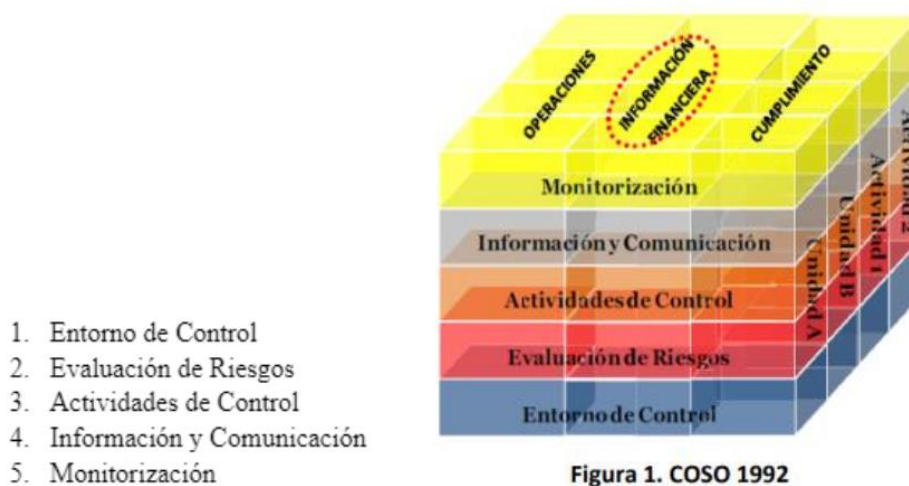 OPERACIONES
INFORMACIÓN
FINANCIERA
CUMPLIMIENTO
Monitorización
Información y Comunicación
Actividades de Control
Evaluación de Riesgos
Entorno de Control
Unidad A
Unidad B
Actividad 1
Actividad 2
1. Entorno de Control
2. Evaluación de Riesgos
3. Actividades de Control
4. Información y Comunicación
5. Monitorización
Figura 1. COSO 1992